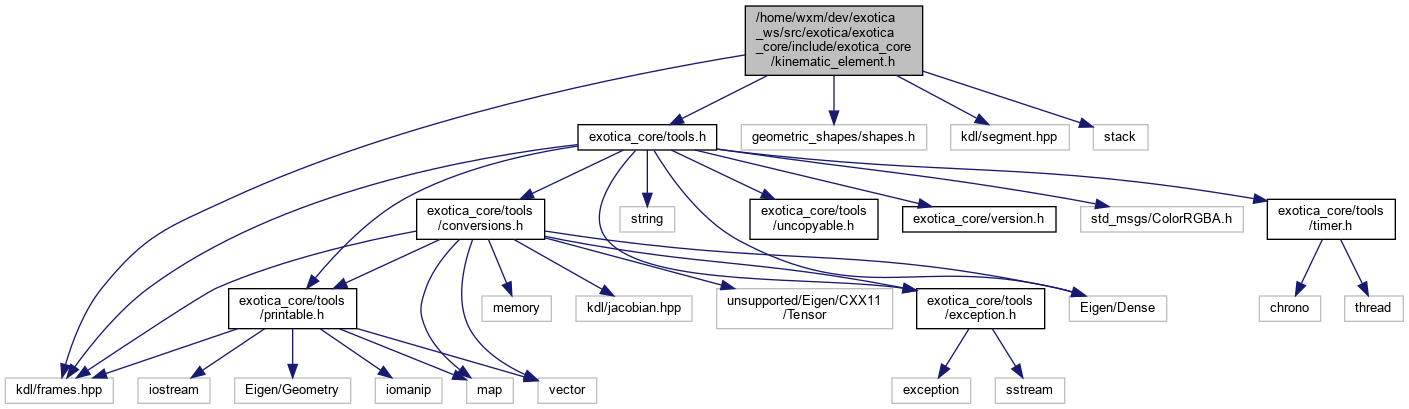 /home/wxm/dev/exotica
_ws/src/exotica/exotica
_core/include/exotica_core
/kinematic_element.h
exotica_core/tools.h
geometric_shapes/shapes.h
kdl/segment.hpp
stack
exotica_core/tools
/conversions.h
string
exotica_core/tools
/uncopyable.h
exotica_core/version.h
std_msgs/ColorRGBA.h
exotica_core/tools
/timer.h
exotica_core/tools
/printable.h
memory
kdl/jacobian.hpp
unsupported/Eigen/CXX11
/Tensor
exotica_core/tools
/exception.h
Eigen/Dense
chrono
thread
kdl/frames.hpp
iostream
Eigen/Geometry
iomanip
map
vector
exception
sstream